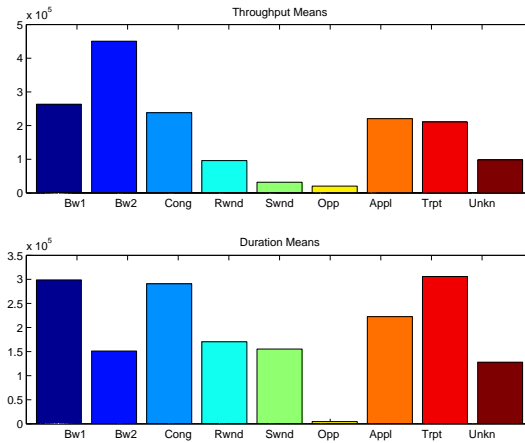 Throughput Means
x 10^5
5
4
3
2
1
0
Bw1 Bw2 Cong Rwnd Swnd Opp Appl Trpt Unkn
Duration Means
x 10^5
3.5
3
2.5
2
1.5
1
0.5
0
Bw1 Bw2 Cong Rwnd Swnd Opp Appl Trpt Unkn